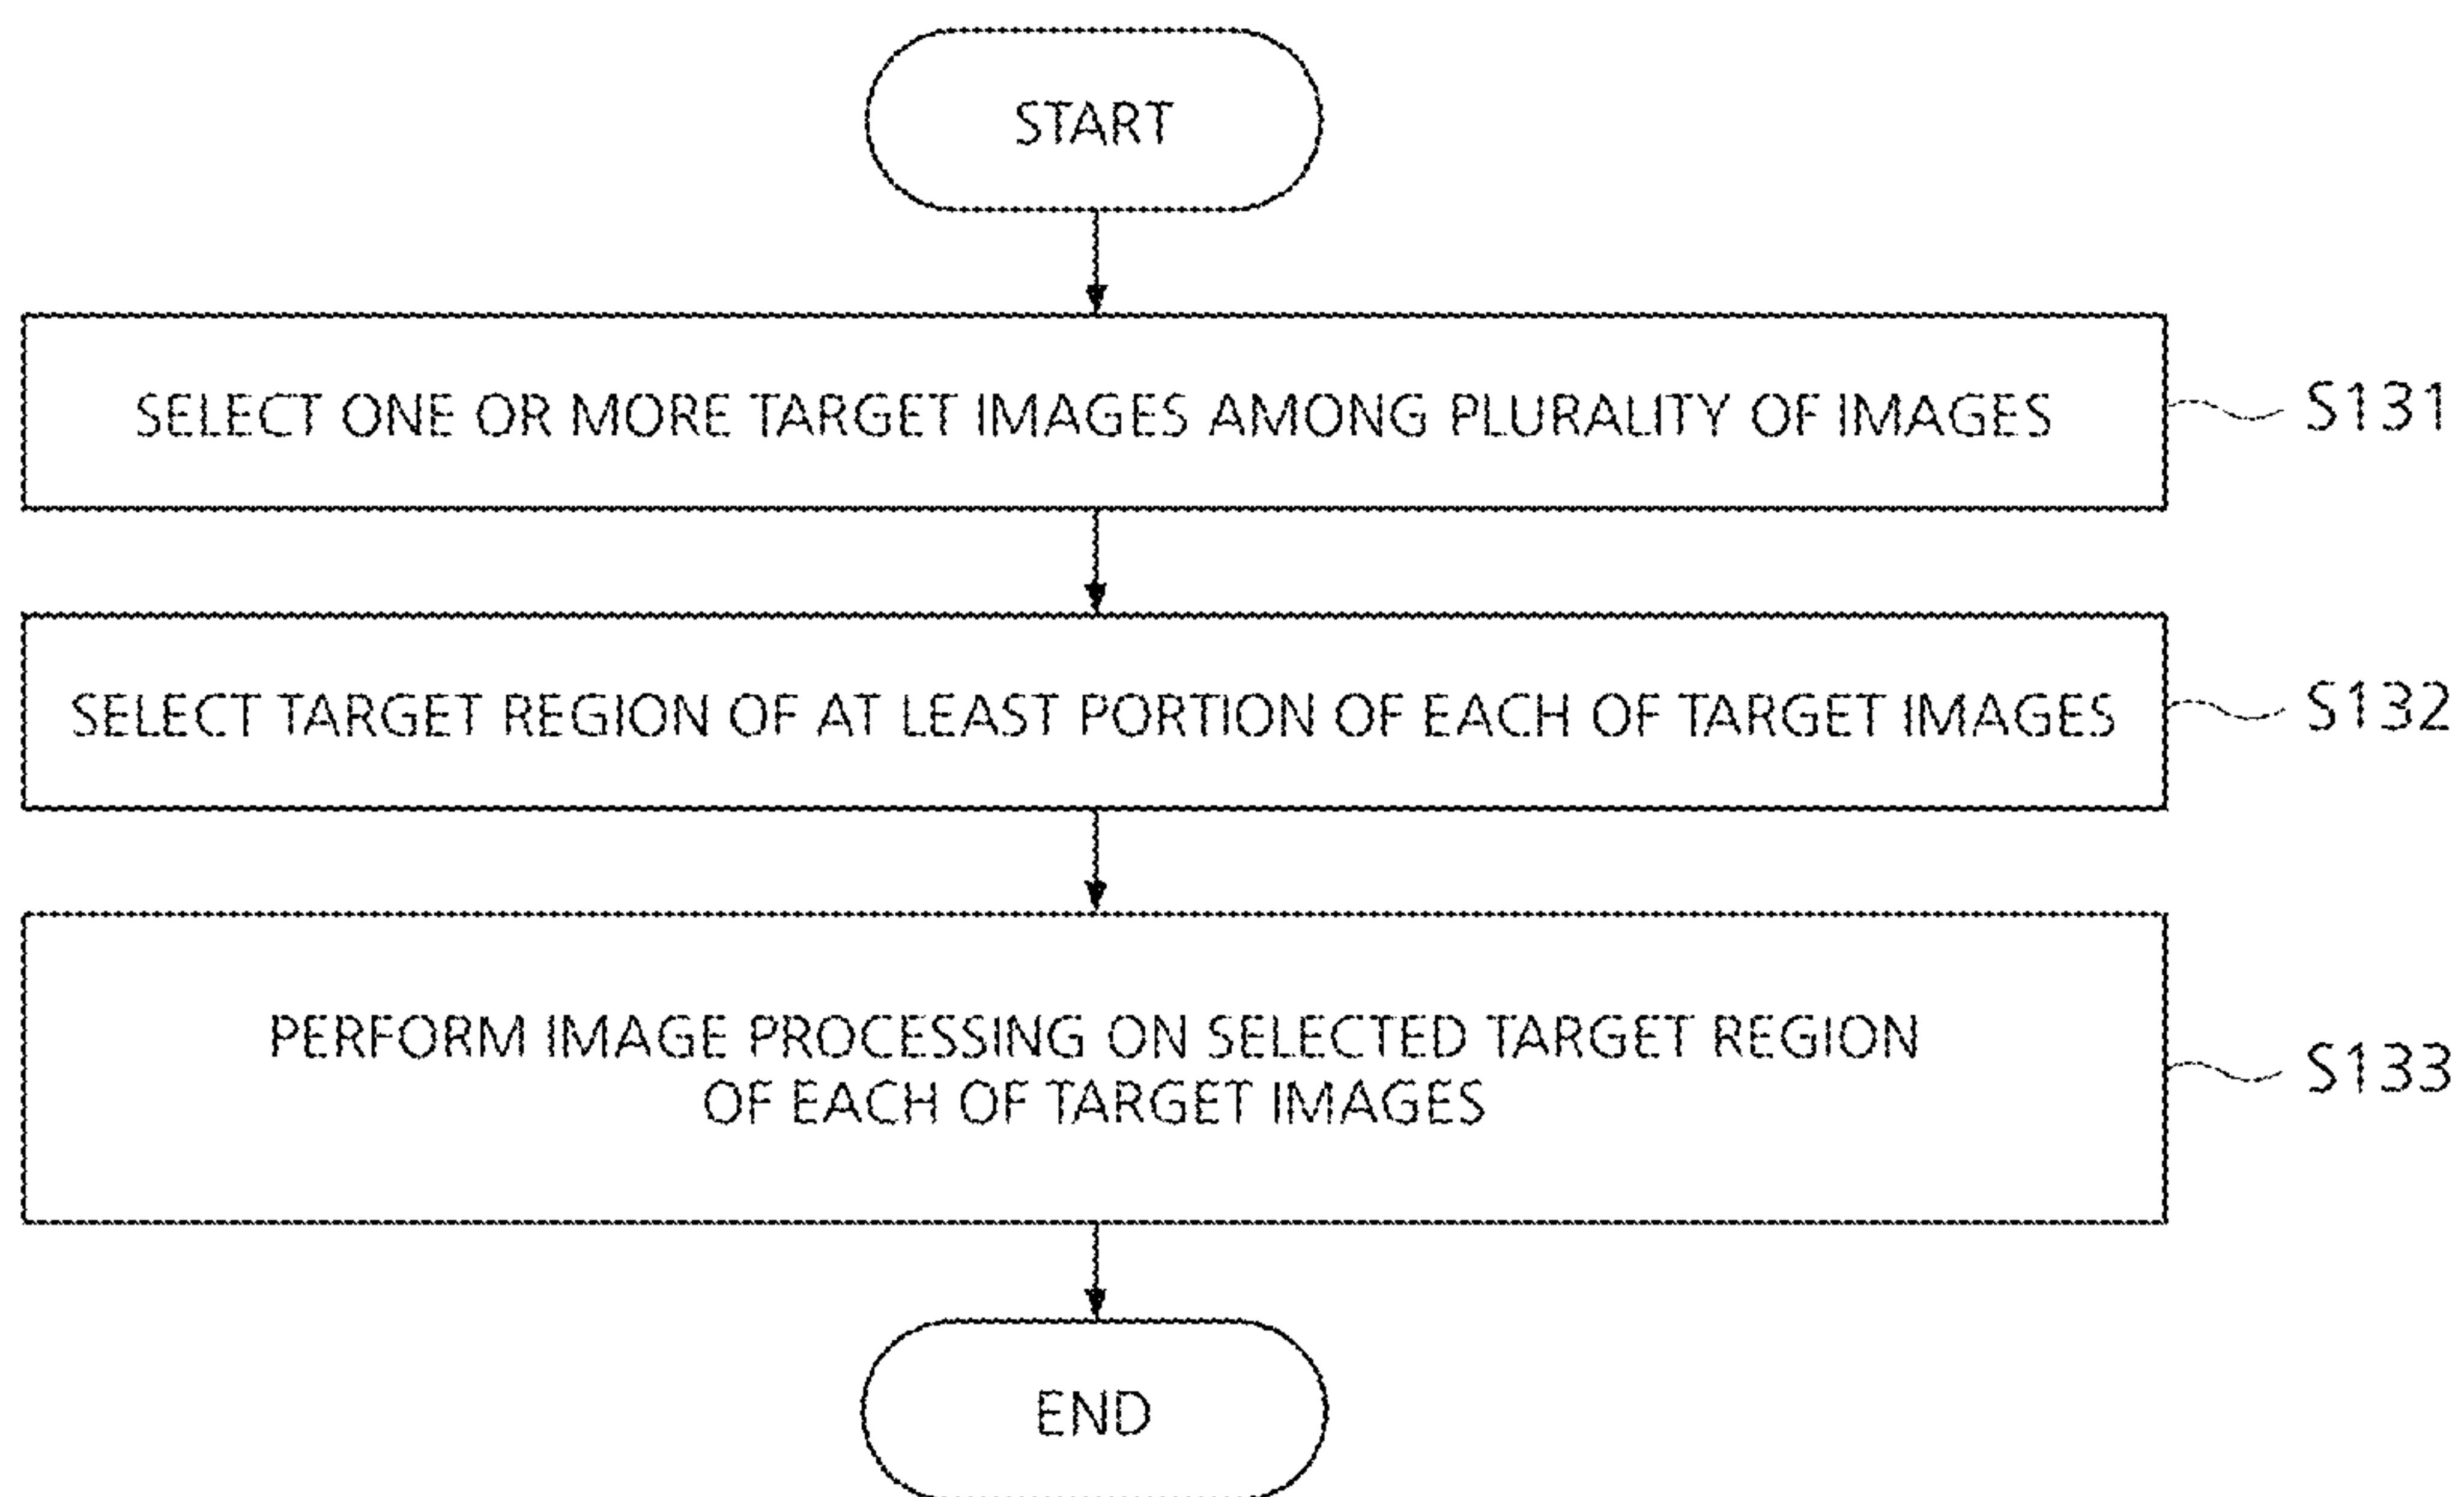 START
SELECT ONE OR MORE TARGET IMAGES AMONG PLURALITY OF IMAGES
S131
SELECT TARGET REGION OF AT LEAST PORTION OF EACH OF TARGET IMAGES
S132
PERFORM IMAGE PROCESSING ON SELECTED TARGET REGION
OF EACH OF TARGET IMAGES
S133
END